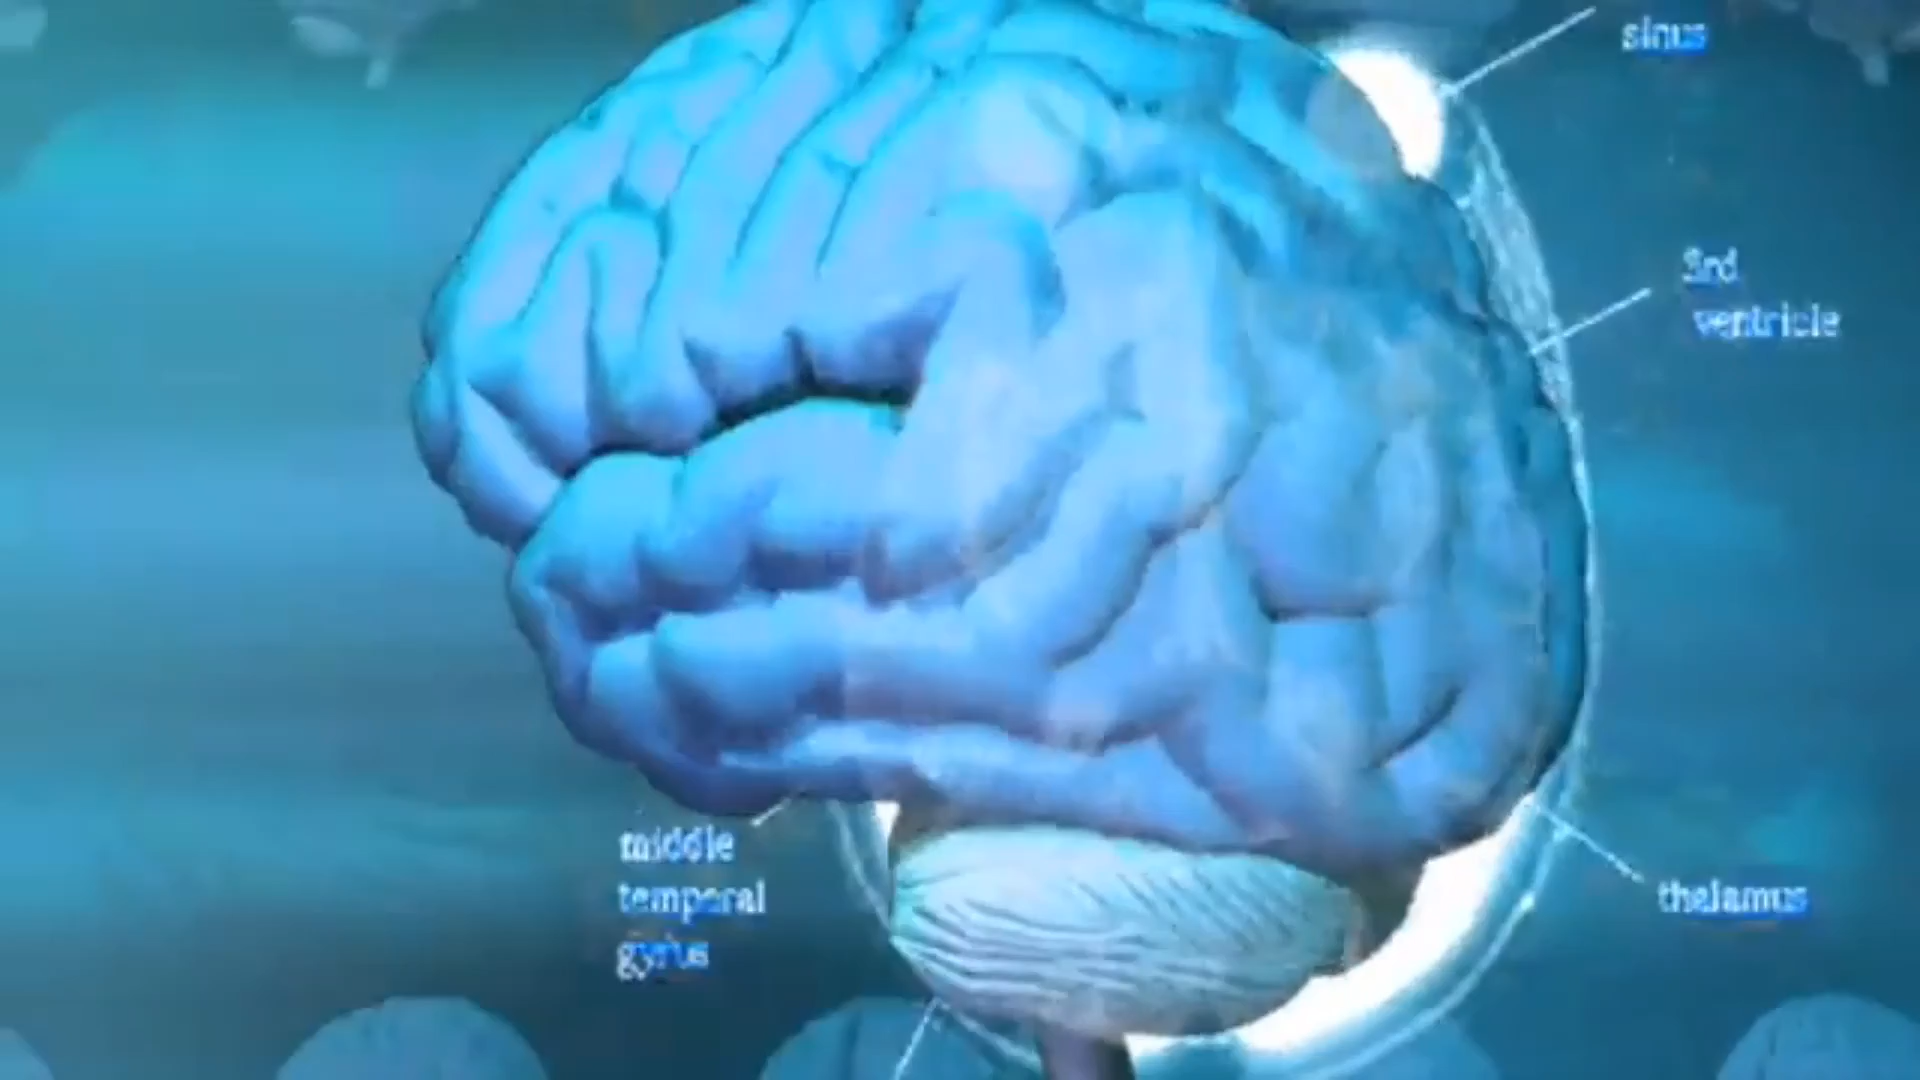 sinus
3rd
ventricle
middle
temporal
gyrus
thalamus